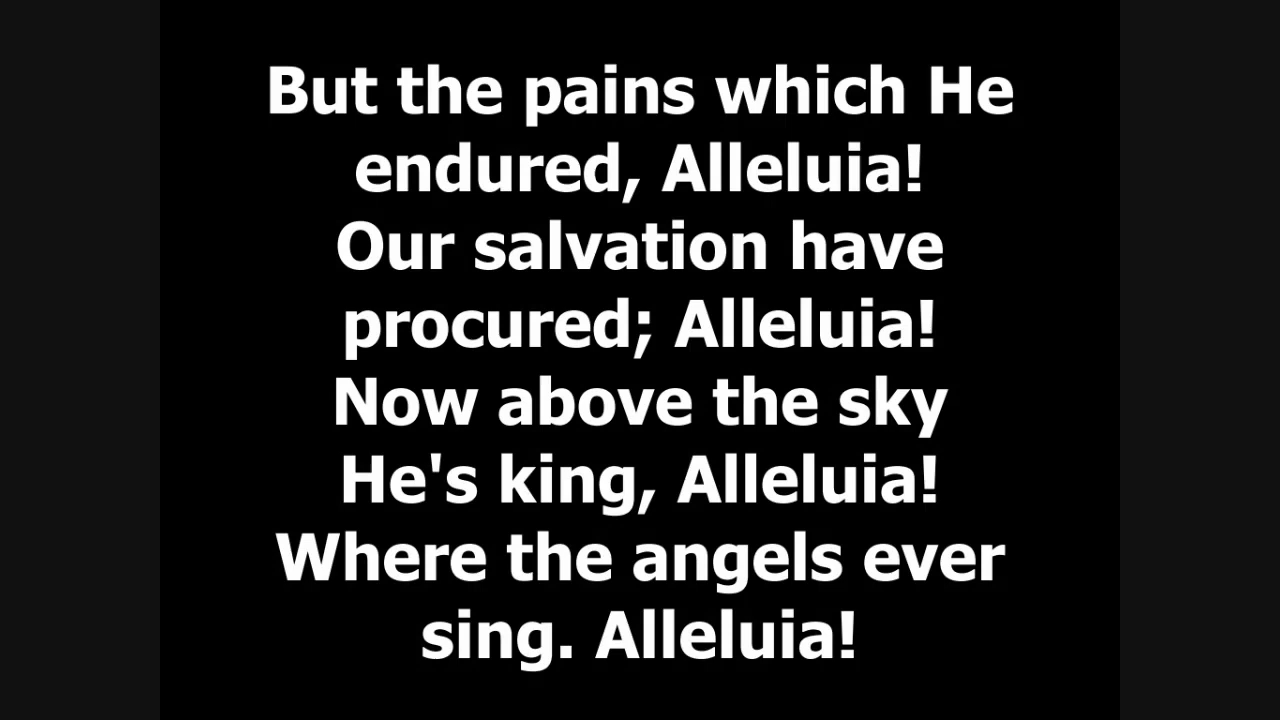 But the pains which He
endured, Alleluia!
Our salvation have
procured; Alleluia!
Now above the sky
He's king, Alleluia!
Where the angels ever
sing. Alleluia!